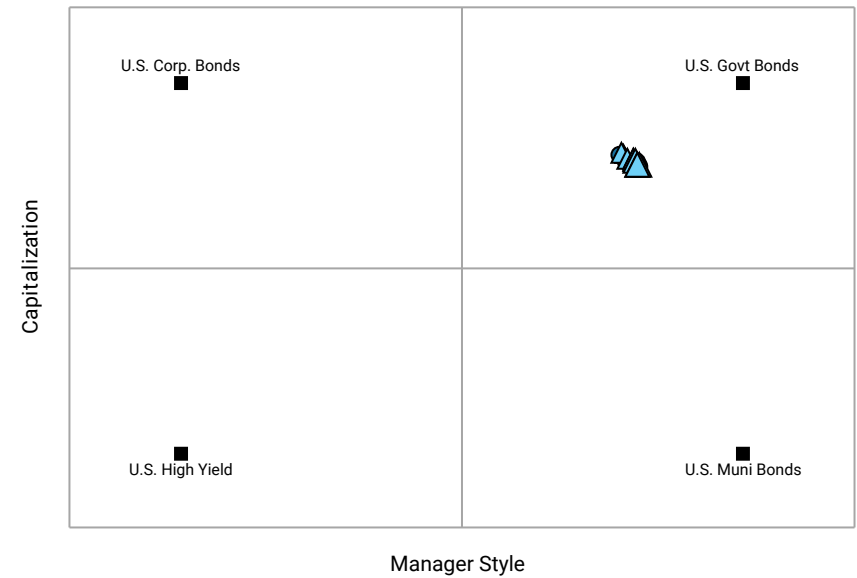 U.S. Corp. Bonds
U.S. Govt Bonds
Capitalization
U.S. High Yield
U.S. Muni Bonds
Manager Style